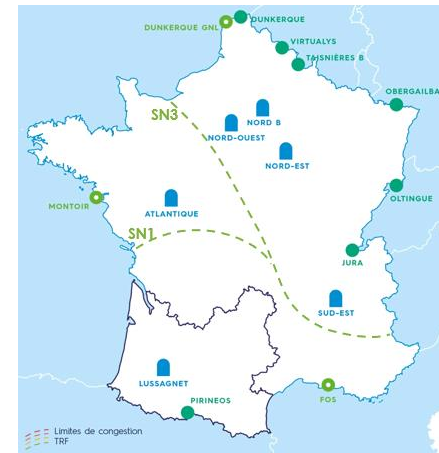 DUNKERQUE GNL
DUNKERQUE
VIRTUALYS
TAISNIÈRES B
OBERGAILBA
SN3
NORD B
NORD-OUEST
NORD-EST
OLTINGUE
MONTOIR
ATLANTIQUE
SN1
JURA
SUD-EST
LUSSAGNET
PIRINEOS
FOS
Limites de congestion
TRF